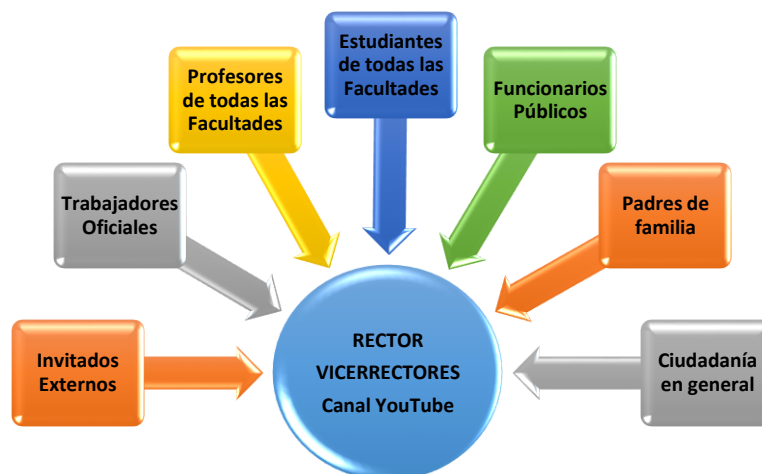 Estudiantes
de todas las
Facultades
Profesores
de todas las
Facultades
Funcionarios
Públicos
Trabajadores
Oficiales
Padres de
familia
Invitados
Externos
RECTOR
VICERRECTORES
Canal YouTube
Ciudadanía
en general